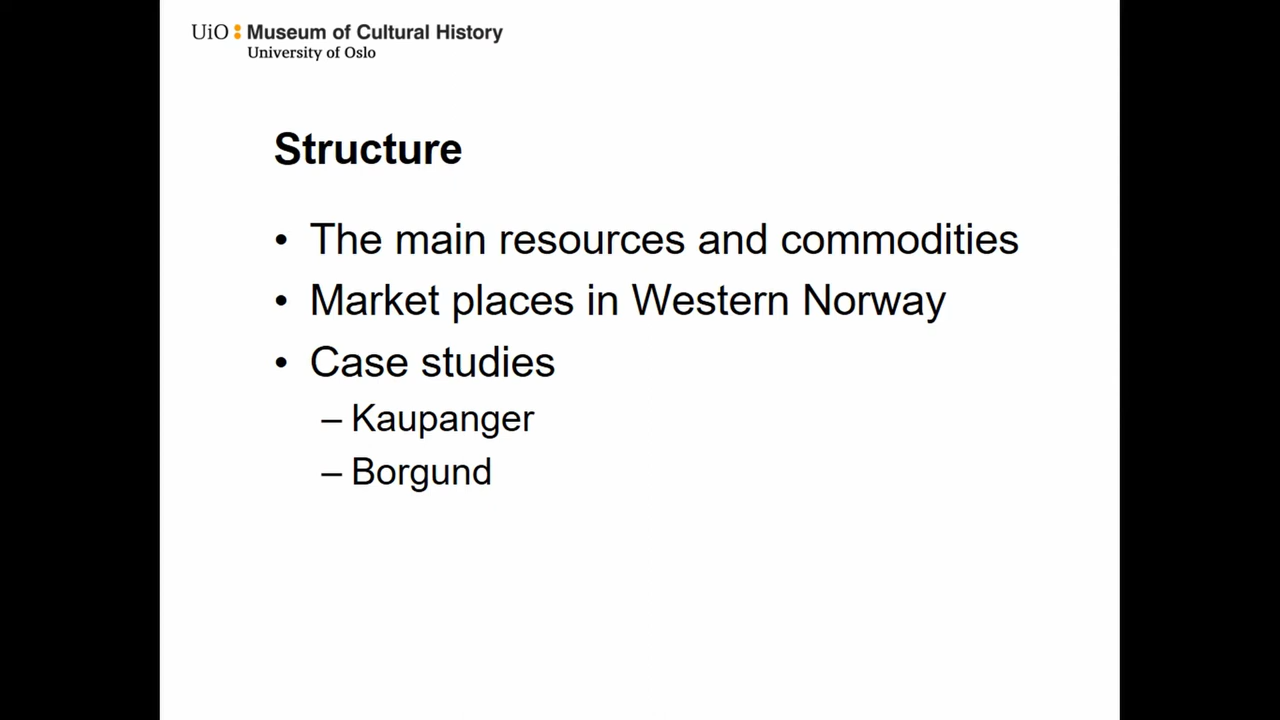 UiO Museum of Cultural History
University of Oslo
Structure
• The main resources and commodities
• Market places in Western Norway
• Case studies
– Kaupanger
– Borgund